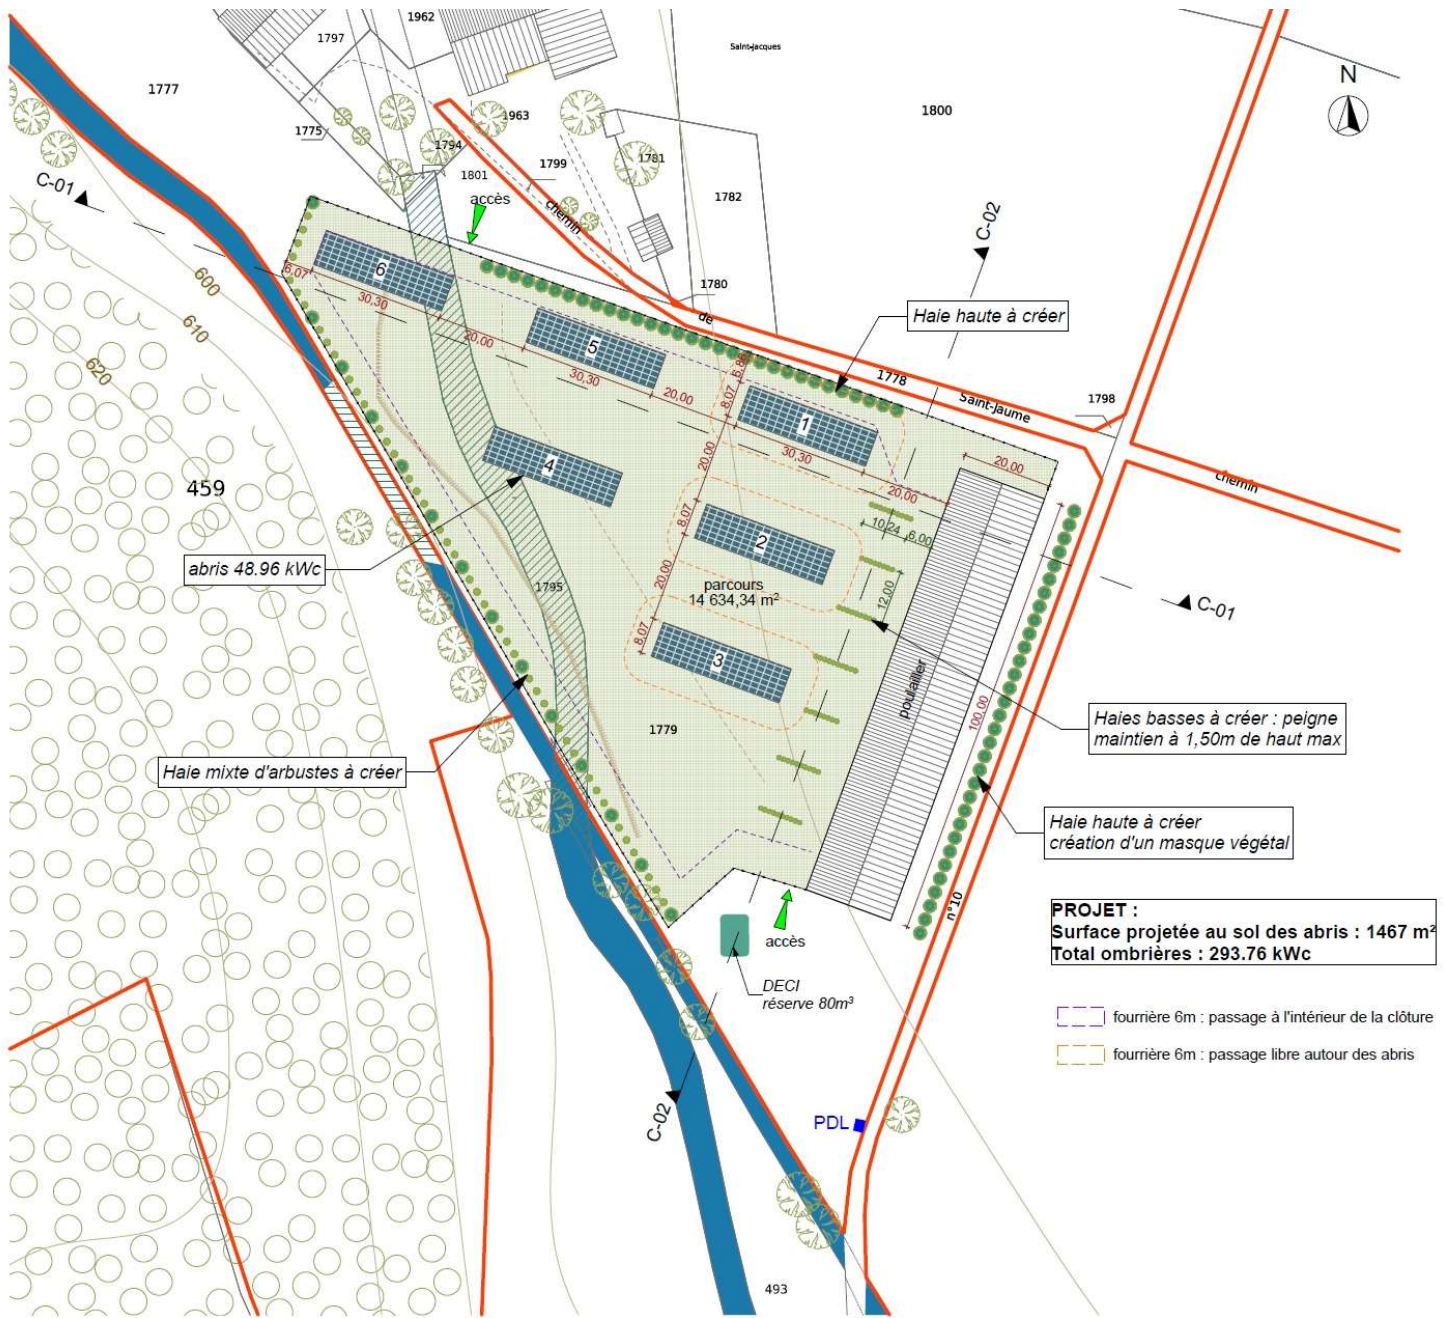 1962
1797
Saint-Jacques
1777
1800
N
1775
1794
1963
1799
1781
1801
1782
accès
C-01
chemin
C-02
600
6,07
6
30,30
1780
610
de
Haie haute à créer
20,00
5
620
30,30
20,00
6,86
8,07
1
1778
Saint-Jaume
1798
30,30
20,00
20,00
20,00
chemin
4
459
8,07
10,24
6,00
2
abris 48.96 kWc
1795
20,00
parcours
14 634,34 m²
12,00
C-01
8,07
3
poulailler
100,00
1779
Haies basses à créer : peigne
maintien à 1,50m de haut max
Haie mixte d'arbustes à créer
Haie haute à créer
création d'un masque végétal
n°10
PROJET :
Surface projetée au sol des abris : 1467 m²
Total ombrières : 293.76 kWc
accès
DECI
réserve 80m³
fourrière 6m : passage à l'intérieur de la clôture
fourrière 6m : passage libre autour des abris
C-02
PDL
493